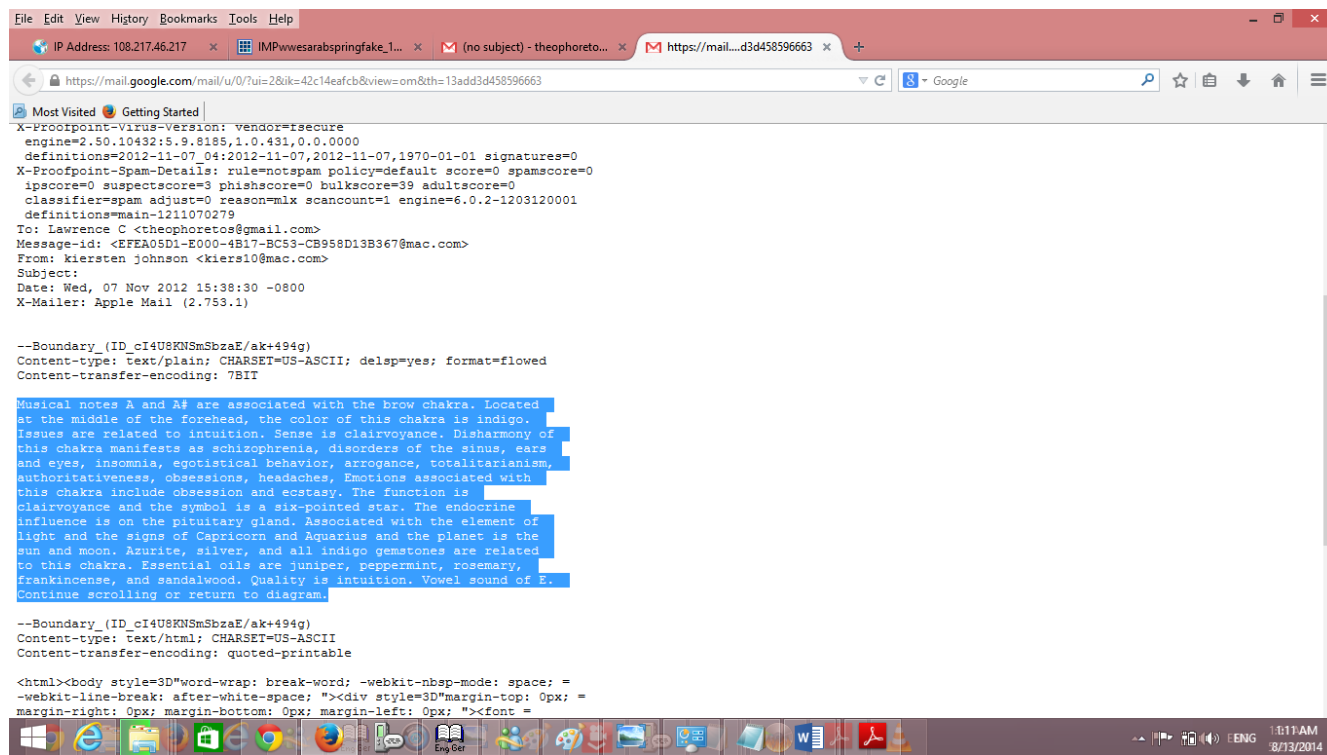 File Edit View History Bookmarks Tools Help
IP Address: 108.217.46.217
IMPwwesarabspringfake_1...
(no subject) - theophoreto...
https://mail....d3d458596663
https://mail.google.com/mail/u/0/?ui=2&ik=42c14eafcb&view=om&th=13add3d458596663
Google
Most Visited Getting Started
X-Proofpoint-Virus-Version: vendor=fsecure
engine=2.50.10432:5.9.8185,1.0.431,0.0.0000
definitions=2012-11-07_04:2012-11-07,2012-11-07,1970-01-01 signatures=0
X-Proofpoint-Spam-Details: rule=notspam policy=default score=0 spamscore=0
ipscore=0 suspectscore=3 phishscore=0 bulkscore=39 adultscore=0
classifier=spam adjust=0 reason=mlx scancount=1 engine=6.0.2-1203120001
definitions=main-1211070279
To: Lawrence C <theophoretos@gmail.com>
Message-id: <EFEA05D1-E000-4B17-BC53-CB958D13B367@mac.com>
From: kiersten johnson <kiers10@mac.com>
Subject:
Date: Wed, 07 Nov 2012 15:38:30 -0800
X-Mailer: Apple Mail (2.753.1)
--Boundary_(ID_cI4U8KNSmSbzaE/ak+494g)
Content-type: text/plain; CHARSET=US-ASCII; delsp=yes; format=flowed
Content-transfer-encoding: 7BIT
Musical notes A and A# are associated with the brow chakra. Located
at the middle of the forehead, the color of this chakra is indigo.
Issues are related to intuition. Sense is clairvoyance. Disharmony of
this chakra manifests as schizophrenia, disorders of the sinus, ears
and eyes, insomnia, egotistical behavior, arrogance, totalitarianism,
authoritativeness, obsessions, headaches, Emotions associated with
this chakra include obsession and ecstasy. The function is
clairvoyance and the symbol is a six-pointed star. The endocrine
influence is on the pituitary gland. Associated with the element of
light and the signs of Capricorn and Aquarius and the planet is the
sun and moon. Azurite, silver, and all indigo gemstones are related
to this chakra. Essential oils are juniper, peppermint, rosemary,
frankincense, and sandalwood. Quality is intuition. Vowel sound of E.
Continue scrolling or return to diagram.
--Boundary_(ID_cI4U8KNSmSbzaE/ak+494g)
Content-type: text/html; CHARSET=US-ASCII
Content-transfer-encoding: quoted-printable
<html><body style=3D"word-wrap: break-word; -webkit-nbsp-mode: space; =
-webkit-line-break: after-white-space; "><div style=3D"margin-top: 0px; =
margin-right: 0px; margin-bottom: 0px; margin-left: 0px; "><font =
Eng Ger
ENG
8/13/2014